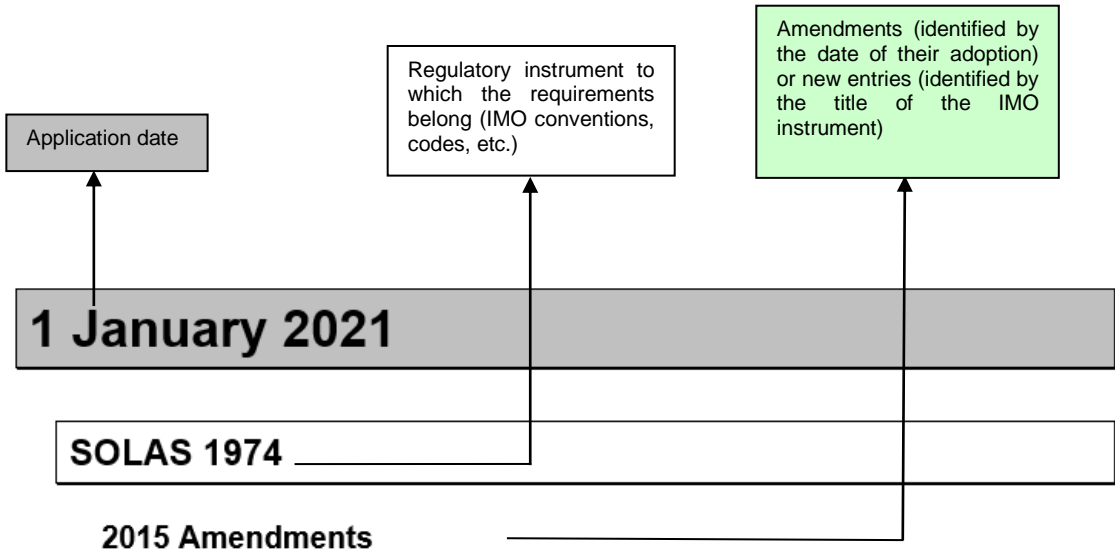 Application date
Regulatory instrument to
which the requirements
belong (IMO conventions,
codes, etc.)
Amendments (identified by
the date of their adoption)
or new entries (identified by
the title of the IMO
instrument)
1 January 2021
SOLAS 1974
2015 Amendments